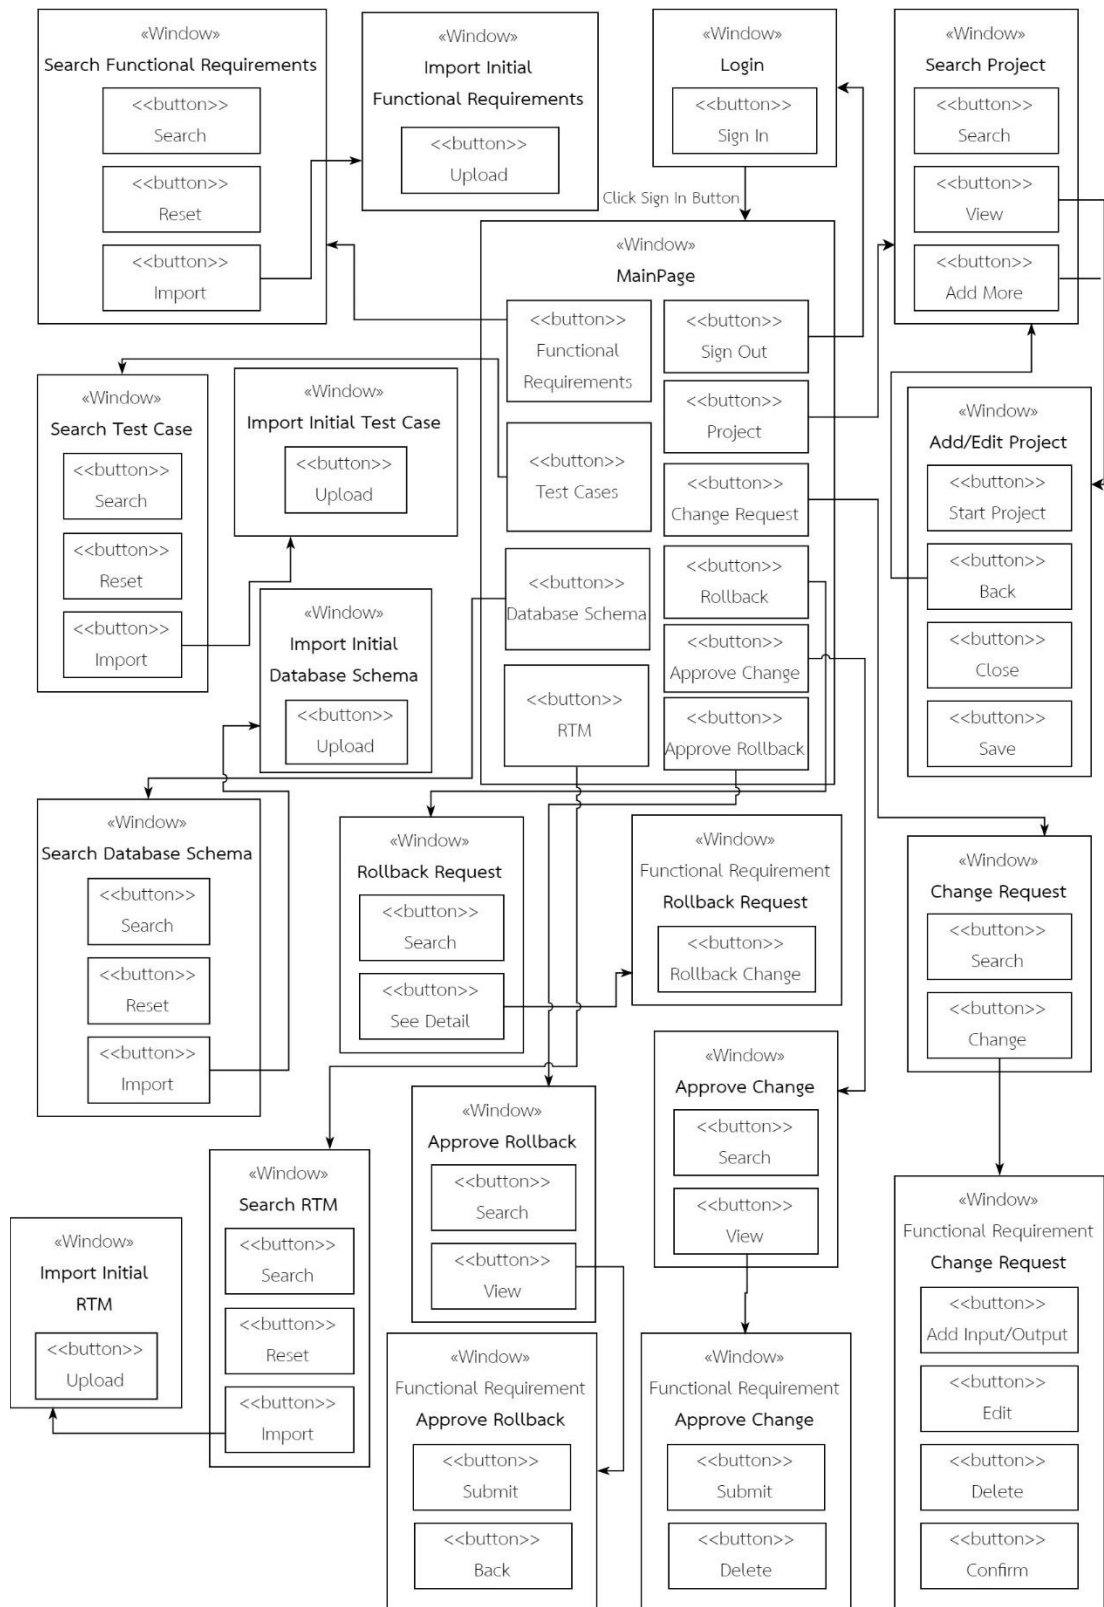 «Window»
Search Functional Requirements
<<button>>
Search
<<button>>
Reset
<<button>>
Import
«Window»
Import Initial
Functional Requirements
<<button>>
Upload
«Window»
Login
<<button>>
Sign In
Click Sign In Button
«Window»
Search Project
<<button>>
Search
<<button>>
View
<<button>>
Add More
«Window»
MainPage
<<button>>
Functional
Requirements
<<button>>
Test Cases
<<button>>
Database Schema
<<button>>
RTM
<<button>>
Sign Out
<<button>>
Project
<<button>>
Change Request
<<button>>
Rollback
<<button>>
Approve Change
<<button>>
Approve Rollback
«Window»
Search Test Case
<<button>>
Search
<<button>>
Reset
<<button>>
Import
«Window»
Import Initial Test Case
<<button>>
Upload
«Window»
Import Initial
Database Schema
<<button>>
Upload
«Window»
Add/Edit Project
<<button>>
Start Project
<<button>>
Back
<<button>>
Close
<<button>>
Save
«Window»
Search Database Schema
<<button>>
Search
<<button>>
Reset
<<button>>
Import
«Window»
Rollback Request
<<button>>
Search
<<button>>
See Detail
«Window»
Functional Requirement
Rollback Request
<<button>>
Rollback Change
«Window»
Change Request
<<button>>
Search
<<button>>
Change
«Window»
Approve Change
<<button>>
Search
<<button>>
View
«Window»
Approve Rollback
<<button>>
Search
<<button>>
View
«Window»
Search RTM
<<button>>
Search
<<button>>
Reset
<<button>>
Import
«Window»
Import Initial
RTM
<<button>>
Upload
«Window»
Functional Requirement
Approve Rollback
<<button>>
Submit
<<button>>
Back
«Window»
Functional Requirement
Approve Change
<<button>>
Submit
<<button>>
Delete
«Window»
Functional Requirement
Change Request
<<button>>
Add Input/Output
<<button>>
Edit
<<button>>
Delete
<<button>>
Confirm